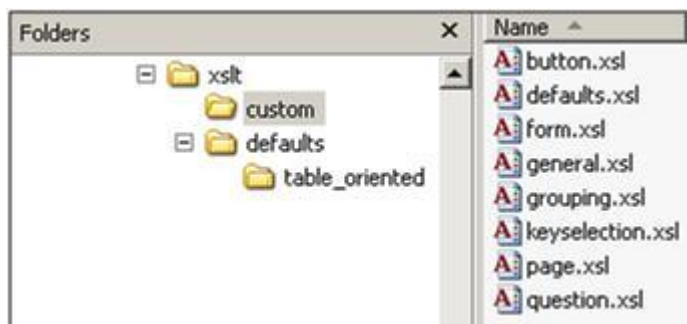 Folders
xslt
custom
defaults
table_oriented
Name
button.xsl
defaults.xsl
form.xsl
general.xsl
grouping.xsl
keyselection.xsl
page.xsl
question.xsl